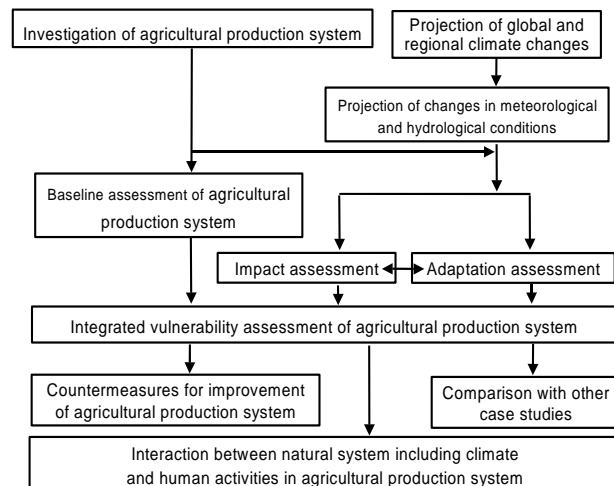 Investigation of agricultural production system
Projection of global and
regional climate changes
Projection of changes in meteorological
and hydrological conditions
Baseline assessment of agricultural
production system
Impact assessment
Adaptation assessment
Integrated vulnerability assessment of agricultural production system
Countermeasures for improvement
of agricultural production system
Comparison with other
case studies
Interaction between natural system including climate
and human activities in agricultural production system